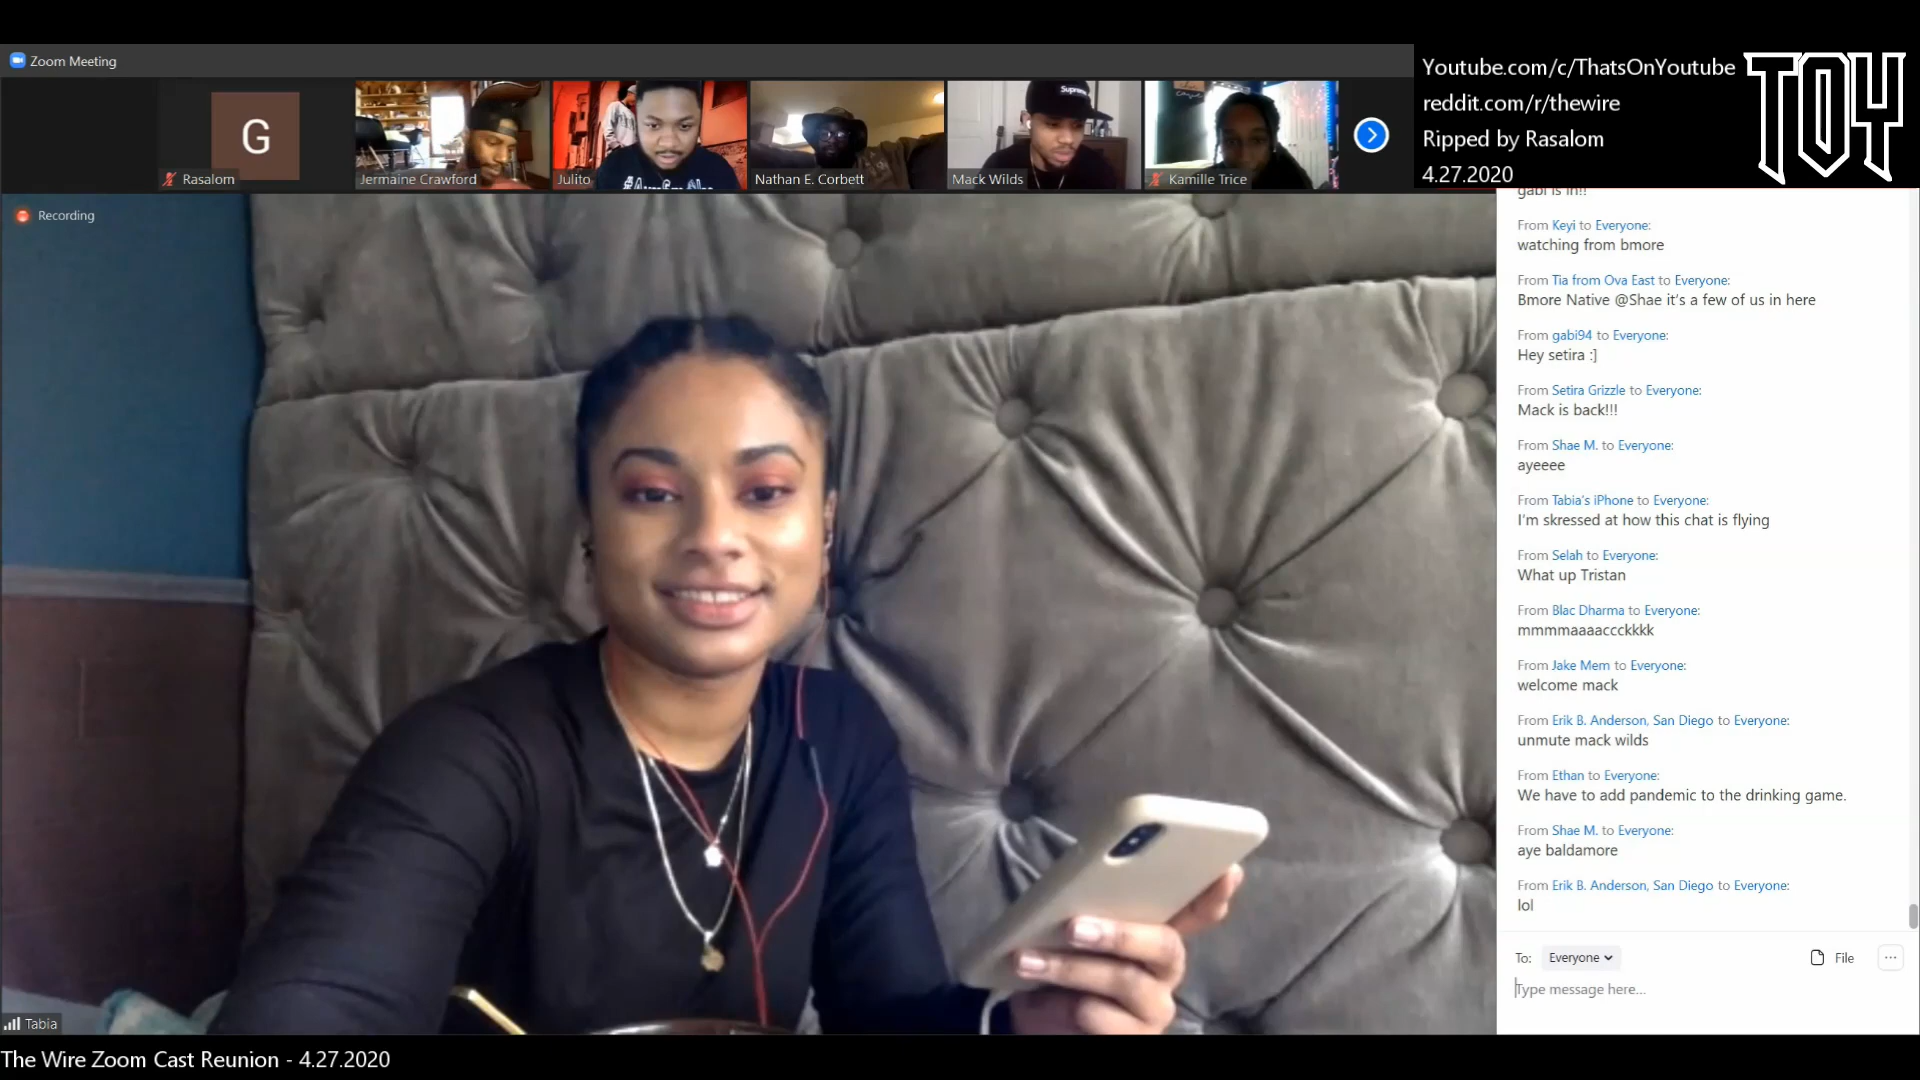 Zoom Meeting
Youtube.com/c/ThatsOnYoutube
reddit.com/r/thewire
Ripped by Rasalom
4.27.2020
TOY
G
Rasalom
Jermaine Crawford
Julito
Nathan E. Corbett
Supreme
Mack Wilds
Kamille Trice
Recording
gabi is in!!
From Keyi to Everyone:
watching from bmore
From Tia from Ova East to Everyone:
Bmore Native @Shae it's a few of us in here
From gabi94 to Everyone:
Hey setira :]
From Setira Grizzle to Everyone:
Mack is back!!!
From Shae M. to Everyone:
ayeeee
From Tabia's iPhone to Everyone:
I'm skressed at how this chat is flying
From Selah to Everyone:
What up Tristan
From Blac Dharma to Everyone:
mmmmaaaaccckkkk
From Jake Mem to Everyone:
welcome mack
From Erik B. Anderson, San Diego to Everyone:
unmute mack wilds
From Ethan to Everyone:
We have to add pandemic to the drinking game.
From Shae M. to Everyone:
aye baldamore
From Erik B. Anderson, San Diego to Everyone:
lol
To: Everyone
File
Type message here...
Tabia
The Wire Zoom Cast Reunion - 4.27.2020